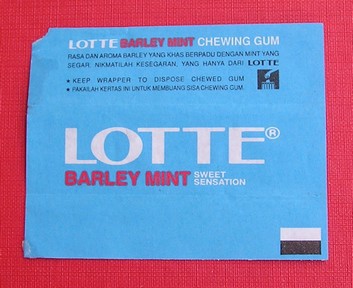 LOTTE BARLEY MINT CHEWING GUM
RASA DAN AROMA BARLEY YANG KHAS BERPADU DENGAN MINT YANG
SEGAR. NIKMATILAH KESEGARAN, YANG HANYA DARI LOTTE
* KEEP WRAPPER TO DISPOSE CHEWED GUM
* PAKAILAH KERTAS INI UNTUK MEMBUANG SISA CHEWING GUM.
LOTTE®
BARLEY MINT SWEET
SENSATION